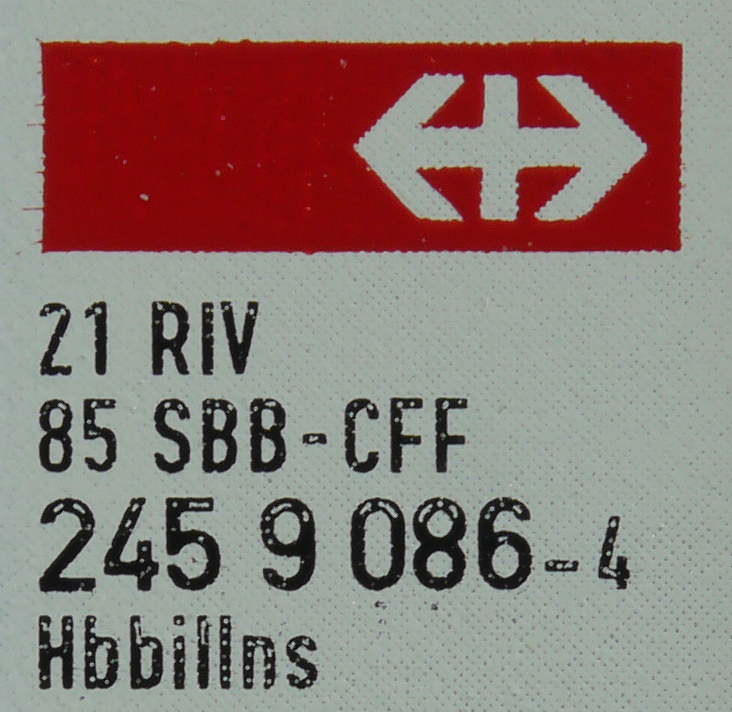 21 RIV
85 SBB-CFF
245 9 086-4
Hbbillns